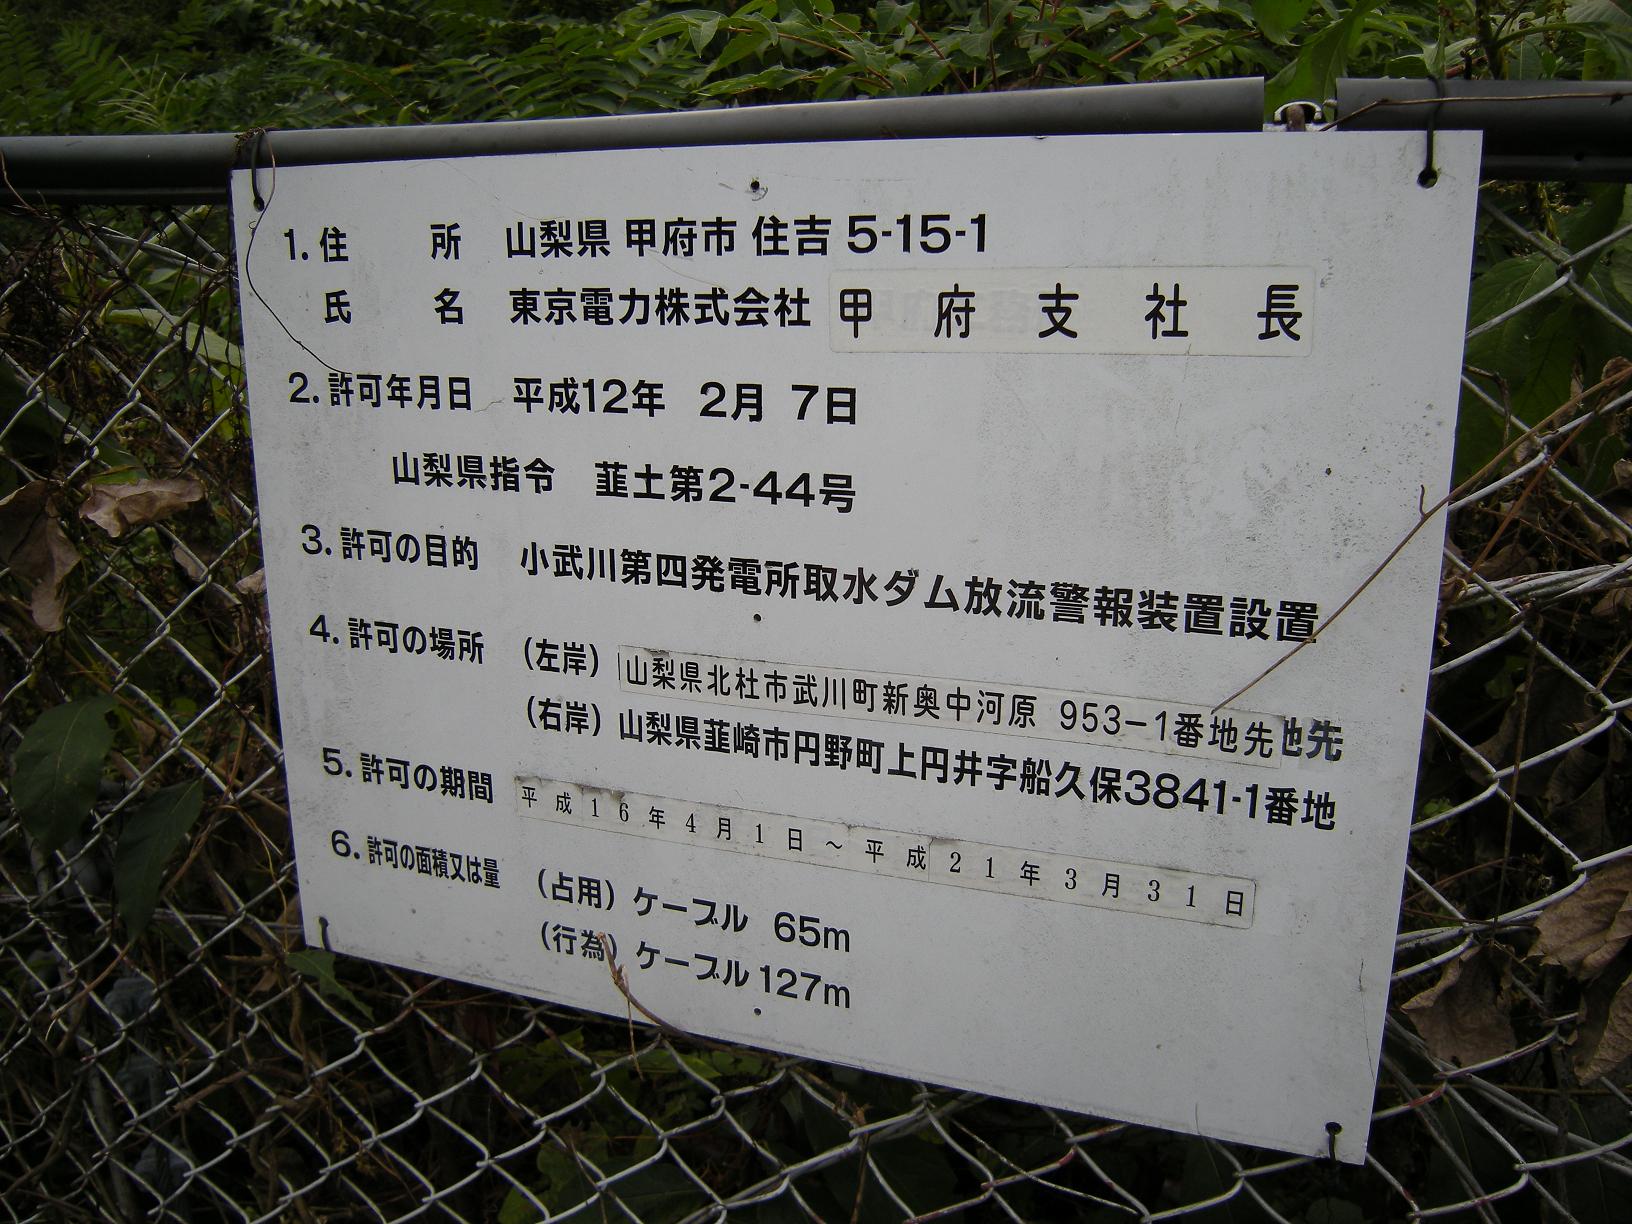 1. 住 所 山梨県 甲府市 住吉 5-15-1
氏 名 東京電力株式会社 甲府支社長
2. 許可年月日 平成12年 2月 7日
山梨県指令 韮土第2-44号
3. 許可の目的 小武川第四発電所取水ダム放流警報装置設置
4. 許可の場所 (左岸) 山梨県北杜市武川町新奥中河原 953-1番地先地先
(右岸) 山梨県韮崎市円野町上円井字船久保3841-1番地
5. 許可の期間 平成16年4月1日~平成21年3月31日
6. 許可の面積又は量 (占用) ケーブル 65m
(行為) ケーブル 127m